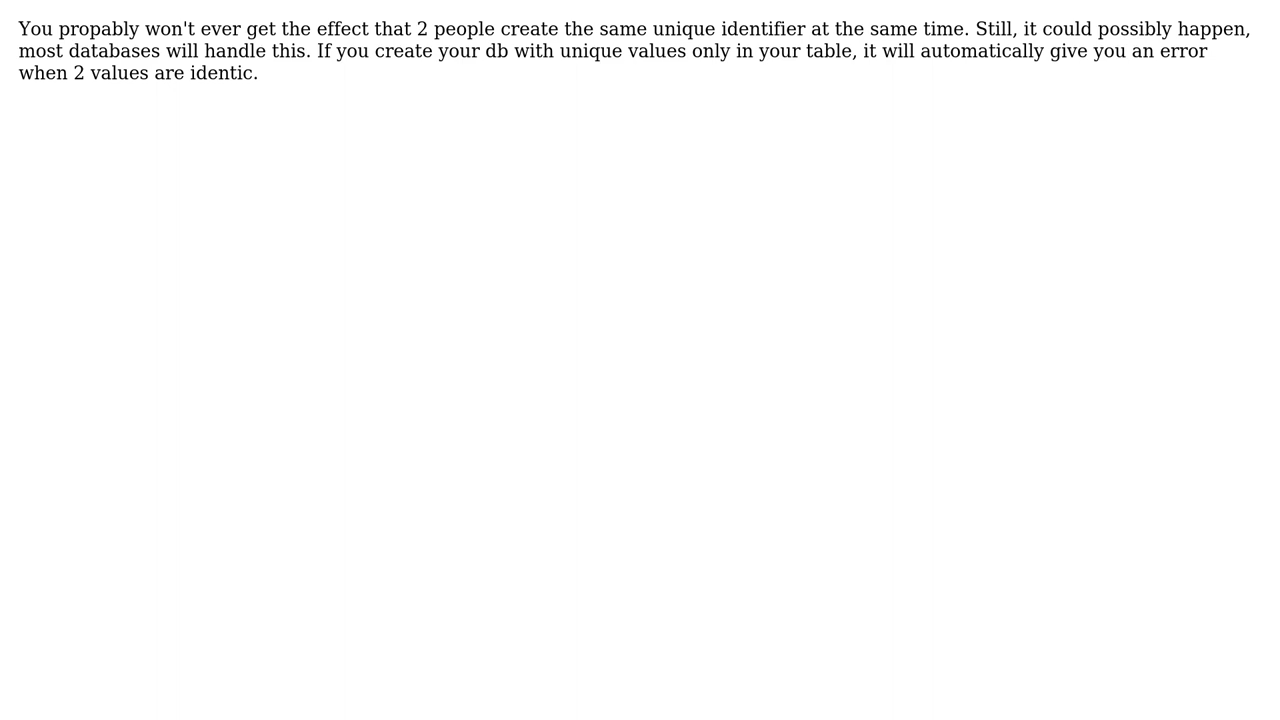 You propably won't ever get the effect that 2 people create the same unique identifier at the same time. Still, it could possibly happen,
most databases will handle this. If you create your db with unique values only in your table, it will automatically give you an error
when 2 values are identic.